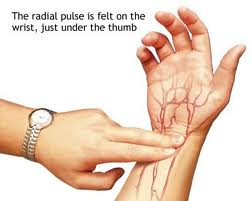 The radial pulse is felt on the
wrist, just under the thumb